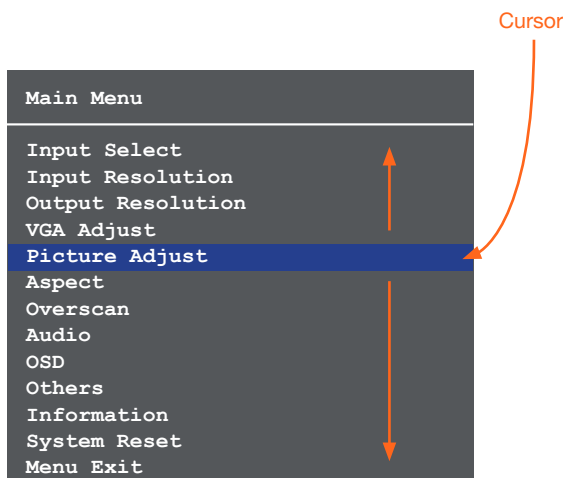 Cursor
Main Menu
Input Select
Input Resolution
Output Resolution
VGA Adjust
Picture Adjust
Aspect
Overscan
Audio
OSD
Others
Information
System Reset
Menu Exit